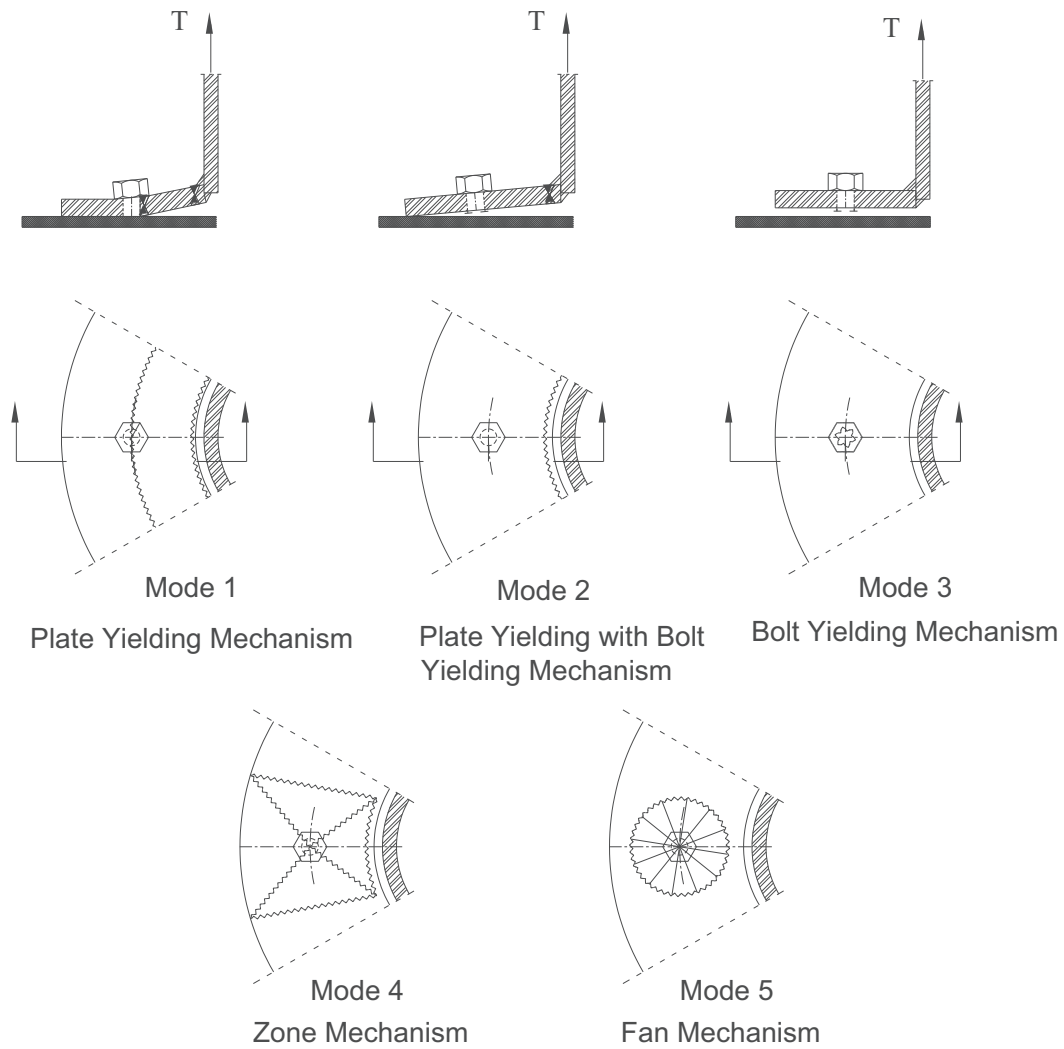 T
T
T
Mode 1
Plate Yielding Mechanism
Mode 2
Plate Yielding with Bolt
Yielding Mechanism
Mode 3
Bolt Yielding Mechanism
Mode 4
Zone Mechanism
Mode 5
Fan Mechanism